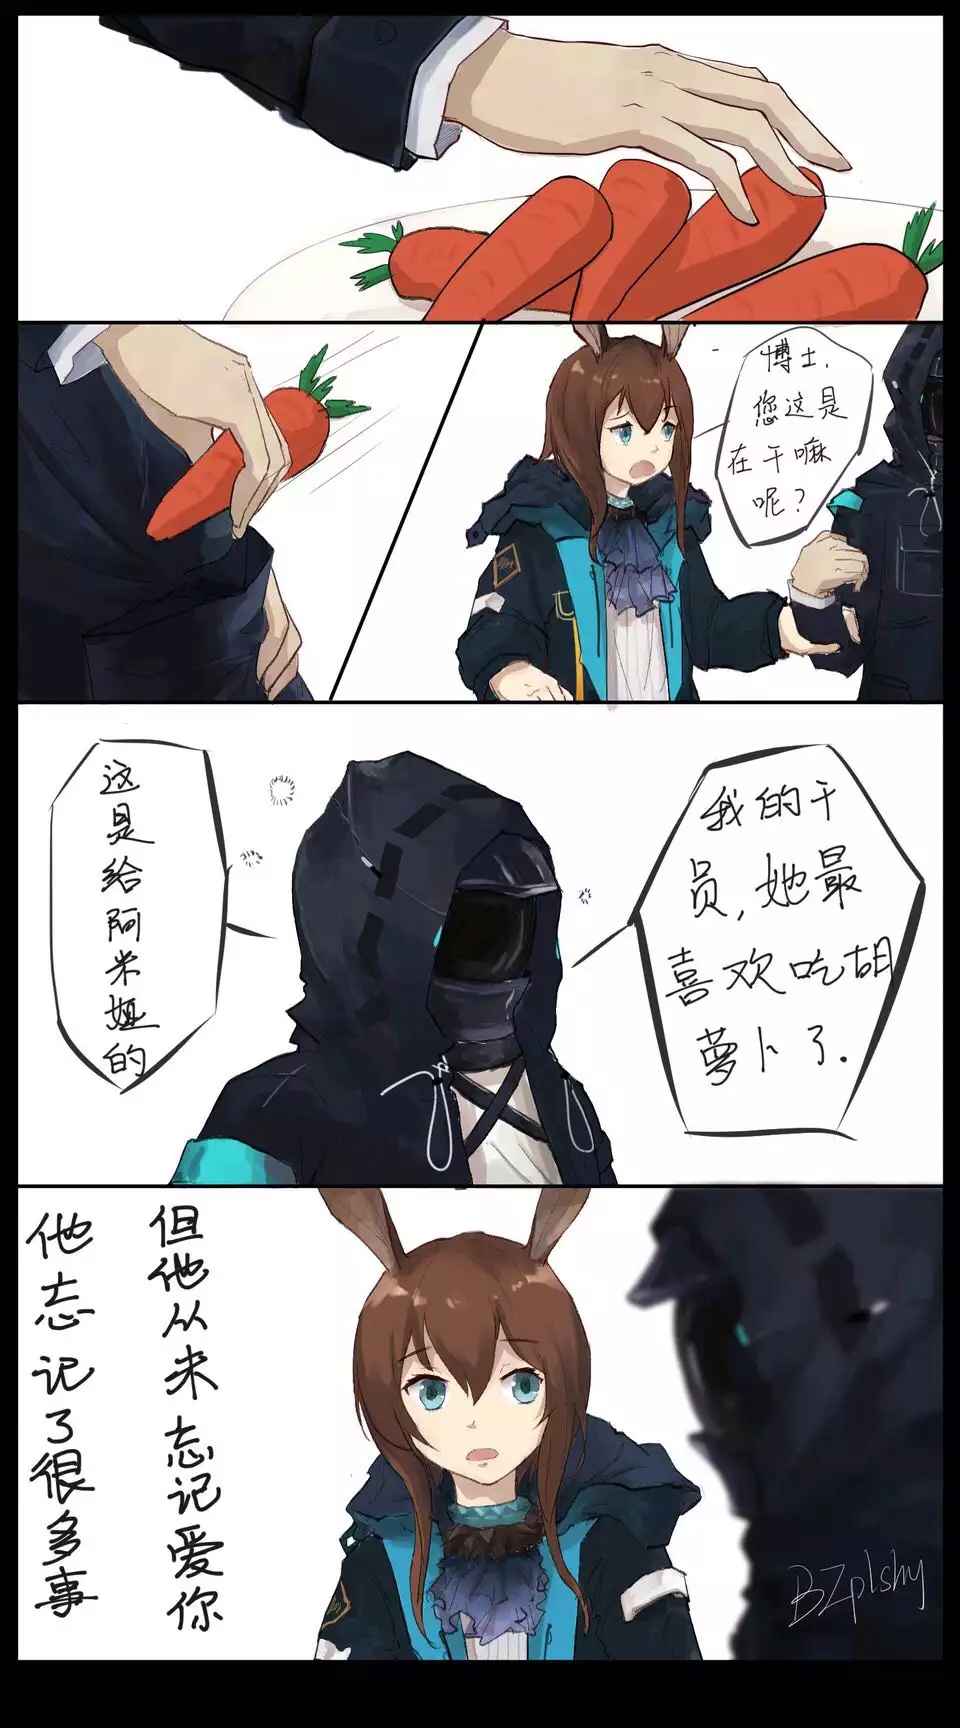 博士,
您这是
在干嘛
呢?
这是给阿米娅的
我的干
员,她最
喜欢吃胡
萝卜了.
他忘记了很多事
但他从未忘记爱你
BZplshy